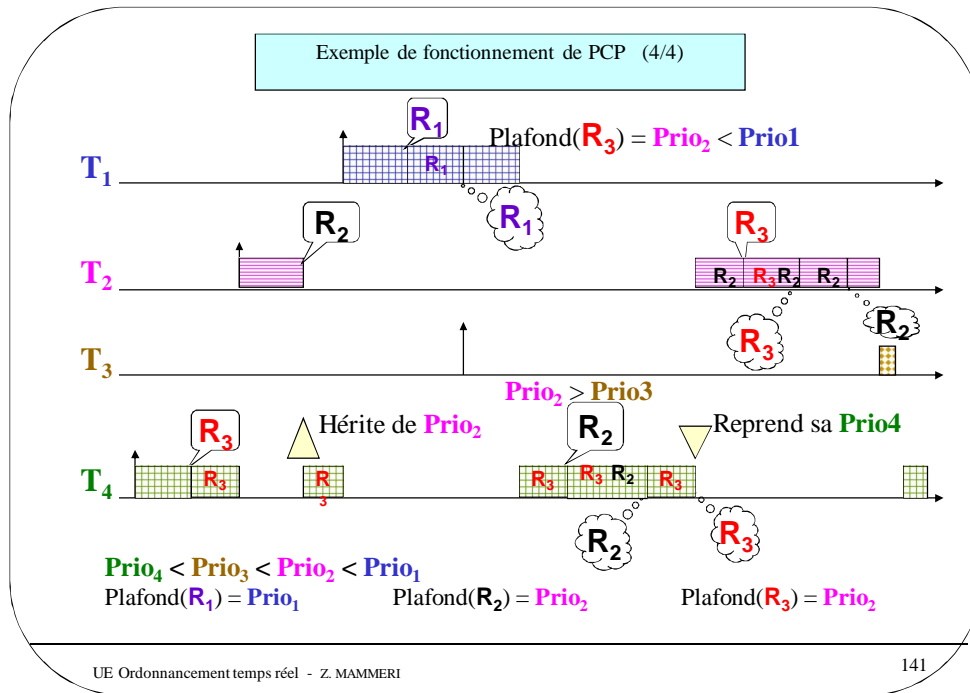 Exemple de fonctionnement de PCP (4/4)
R1
Plafond(R3) = Prio2 < Prio1
T1
R1
R1
R2
R3
T2
R2 R3 R2 R2
R3
R2
T3
Prio2 > Prio3
R3
Hérite de Prio2
R2
Reprend sa Prio4
T4
R3 R3 R3 R3 R2 R3
R2
R3
Prio4 < Prio3 < Prio2 < Prio1
Plafond(R1) = Prio1 Plafond(R2) = Prio2 Plafond(R3) = Prio2
UE Ordonnancement temps réel - Z. MAMMERI
141